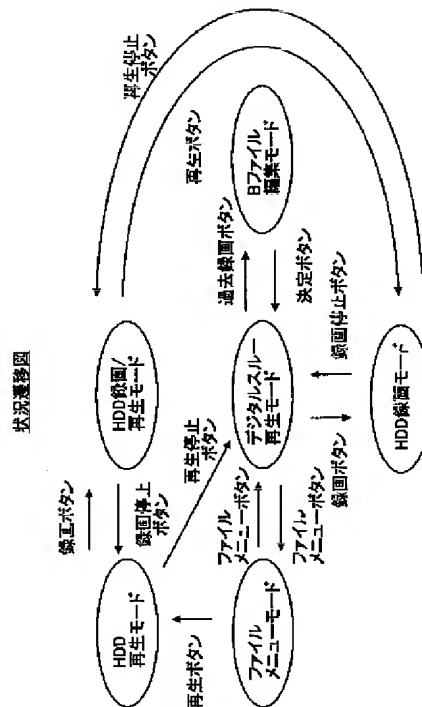 状況遷移図
HDD
再生モード
録画ボタン
録画停止
ボタン
HDD録画/
再生モード
再生停止
ボタン
再生ボタン
再生停止
ボタン
再生ボタン
ファイル
メニューモード
ファイル
メニューボタン
ファイル
メニューボタン
デジタルスルー
再生モード
過去録画ボタン
決定ボタン
Bファイル
編集モード
録画ボタン
録画停止ボタン
HDD録画モード